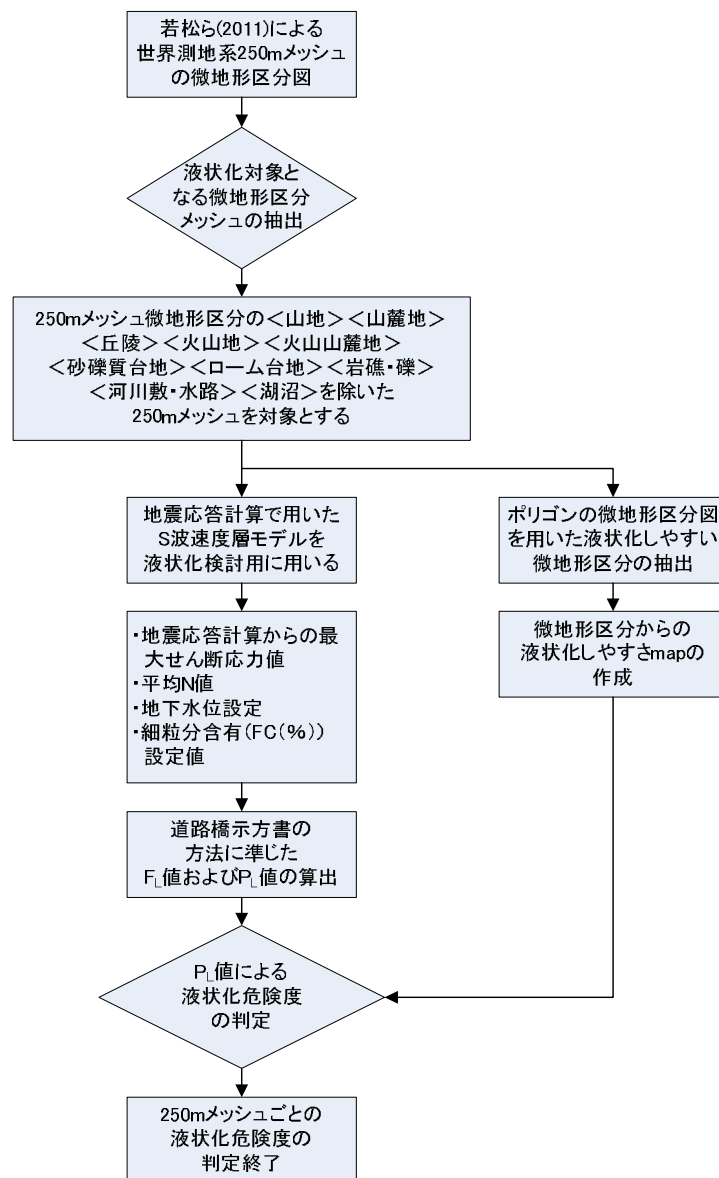 若松ら(2011)による
世界測地系250mメッシュ
の微地形区分図
液状化対象と
なる微地形区分
メッシュの抽出
250mメッシュ微地形区分の＜山地＞＜山麓地＞
＜丘陵＞＜火山地＞＜火山山麓地＞
＜砂礫質台地＞＜ローム台地＞＜岩礁・礫＞
＜河川敷・水路＞＜湖沼＞を除いた
250mメッシュを対象とする
地震応答計算で用いた
S波速度層モデルを
液状化検討用に用いる
ポリゴンの微地形区分図
を用いた液状化しやすい
微地形区分の抽出
・地震応答計算からの最
大せん断応力値
・平均N値
・地下水位設定
・細粒分含有(FC(%))
設定値
微地形区分からの
液状化しやすさmapの
作成
道路橋示方書の
方法に準じた
FL値およびPL値の算出
PL値による
液状化危険度
の判定
250mメッシュごとの
液状化危険度の
判定終了